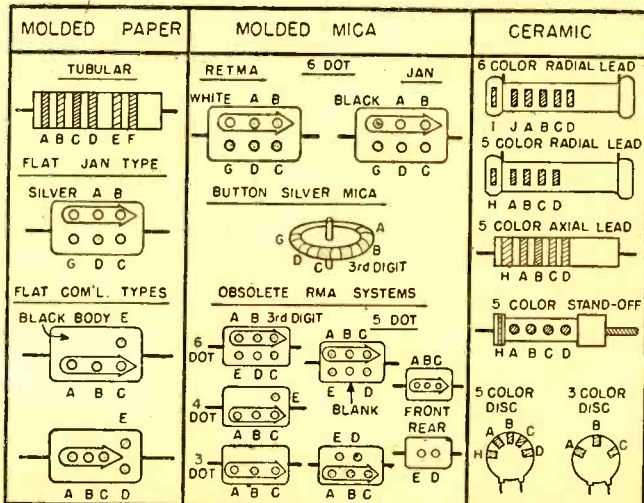 MOLDED PAPER
TUBULAR
A B C D E F
FLAT JAN TYPE
SILVER A B
G D C
FLAT COM'L. TYPES
BLACK BODY E
A B C
E
A B C D
MOLDED MICA
6 DOT
RETMA
JAN
WHITE A B
BLACK A B
G D C
G D C
BUTTON SILVER MICA
A
G
B
D
C
3rd DIGIT
OBSOLETE RMA SYSTEMS
A B 3rd DIGIT
5 DOT
6 DOT
E D C
A B C
E D
BLANK
A B C
FRONT
REAR
E D
4 DOT
E
A B C
3 DOT
A B C
E D
A B C
CERAMIC
6 COLOR RADIAL LEAD
I J A B C D
5 COLOR RADIAL LEAD
H A B C D
5 COLOR AXIAL LEAD
H A B C D
5 COLOR STAND-OFF
H A B C D
5 COLOR DISC
H A B C D
3 COLOR DISC
A B C